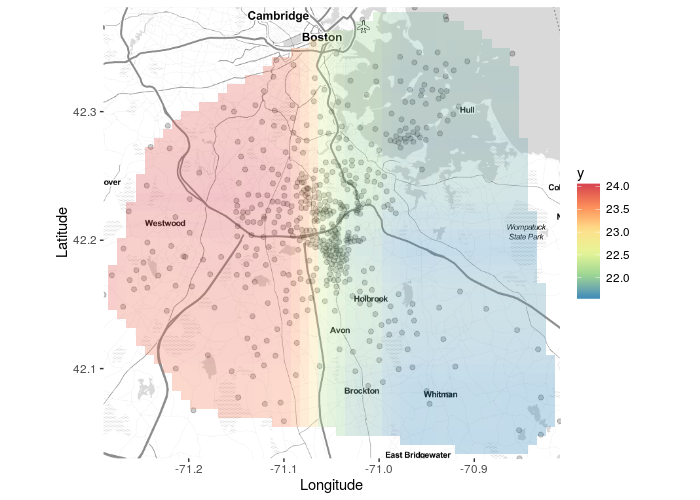 Cambridge
Boston
42.3
Hull
over
Co
Westwood
Wompatuck
State Park
42.2
Latitude
Holbrook
Avon
42.1
Brockton
Whitman
East Bridgewater
-71.2
-71.1
-71.0
-70.9
Longitude
y
24.0
23.5
23.0
22.5
22.0